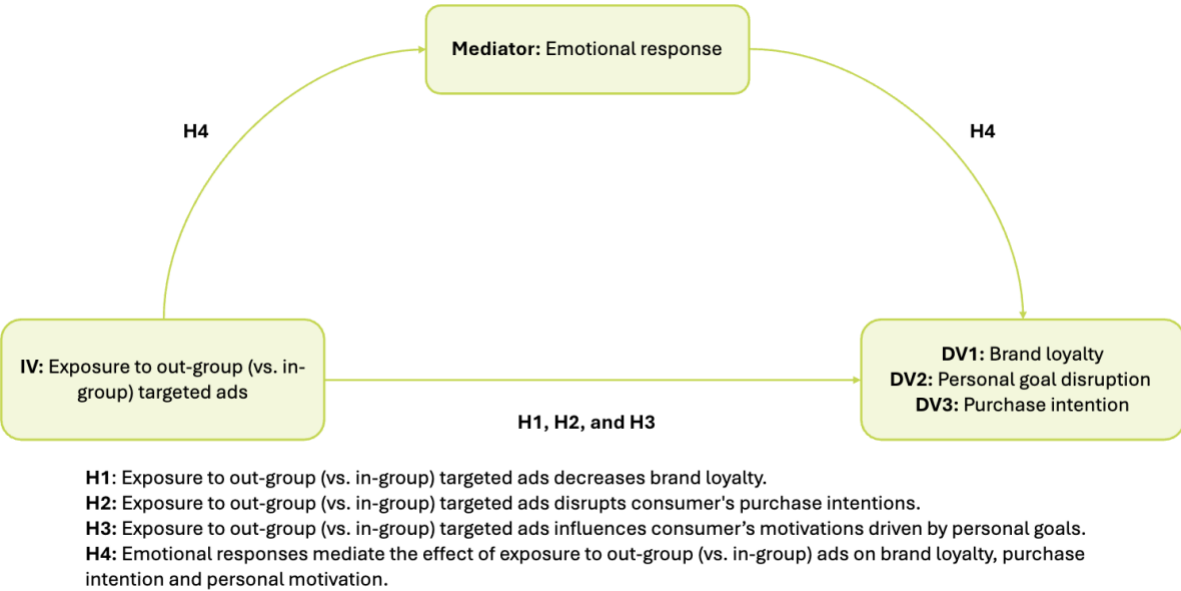 Mediator: Emotional response
H4
H4
IV: Exposure to out-group (vs. in-
group) targeted ads
DV1: Brand loyalty
DV2: Personal goal disruption
DV3: Purchase intention
H1, H2, and H3
H1: Exposure to out-group (vs. in-group) targeted ads decreases brand loyalty.
H2: Exposure to out-group (vs. in-group) targeted ads disrupts consumer's purchase intentions.
H3: Exposure to out-group (vs. in-group) targeted ads influences consumer’s motivations driven by personal goals.
H4: Emotional responses mediate the effect of exposure to out-group (vs. in-group) ads on brand loyalty, purchase
intention and personal motivation.